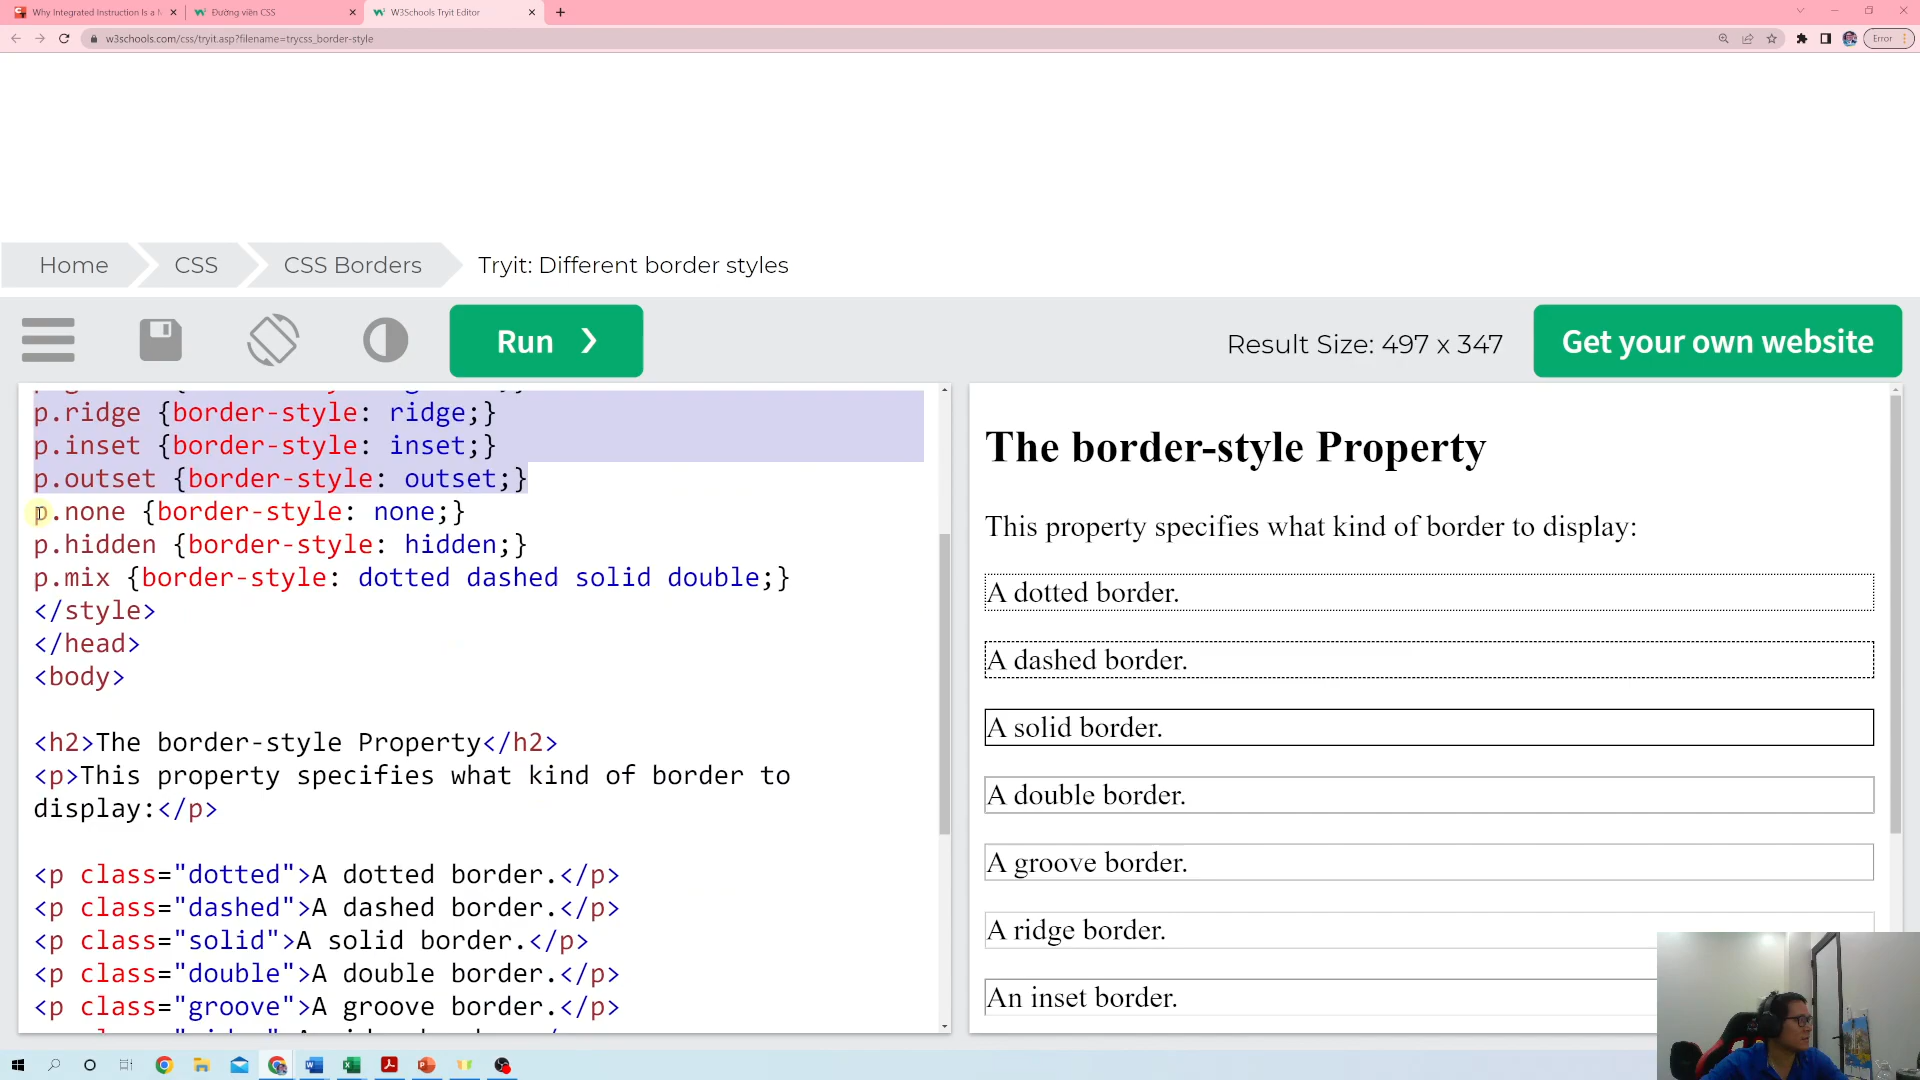 Why Integrated Instruction Is a
Đường viền CSS
W3Schools Tryit Editor
w3schools.com/css/tryit.asp?filename=trycss_border-style
Error
Home
CSS
CSS Borders
Tryit: Different border styles
Run ❯
Result Size: 497 x 347
Get your own website
p.ridge {border-style: ridge;}
p.inset {border-style: inset;}
p.outset {border-style: outset;}
p.none {border-style: none;}
p.hidden {border-style: hidden;}
p.mix {border-style: dotted dashed solid double;}
</style>
</head>
<body>
<h2>The border-style Property</h2>
<p>This property specifies what kind of border to
display:</p>
<p class="dotted">A dotted border.</p>
<p class="dashed">A dashed border.</p>
<p class="solid">A solid border.</p>
<p class="double">A double border.</p>
<p class="groove">A groove border.</p>
The border-style Property
This property specifies what kind of border to display:
A dotted border.
A dashed border.
A solid border.
A double border.
A groove border.
A ridge border.
An inset border.